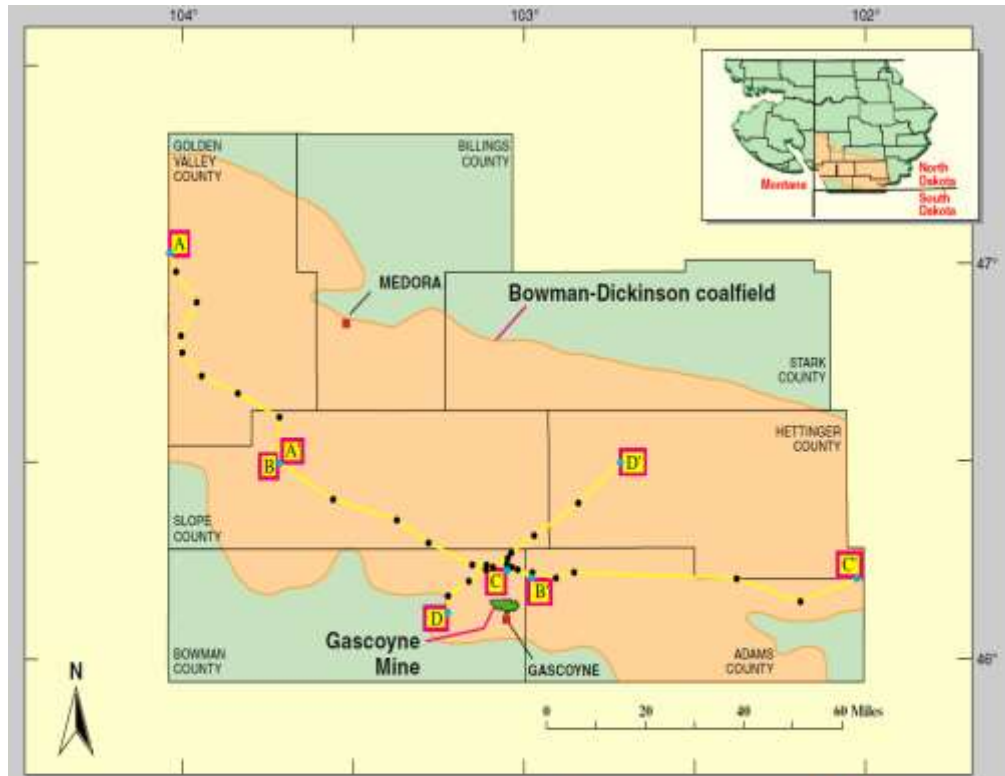 104°
103°
102°
GOLDEN
VALLEY
COUNTY
BILLINGS
COUNTY
North
Dakota
Montana
South
Dakota
A
47°
MEDORA
Bowman-Dickinson coalfield
STARK
COUNTY
HETTINGER
COUNTY
A'
B
D'
SLOPE
COUNTY
C
B'
C'
D
Gascoyne
Mine
GASCOYNE
BOWMAN
COUNTY
ADAMS
COUNTY
46°
N
0 20 40 60 Miles